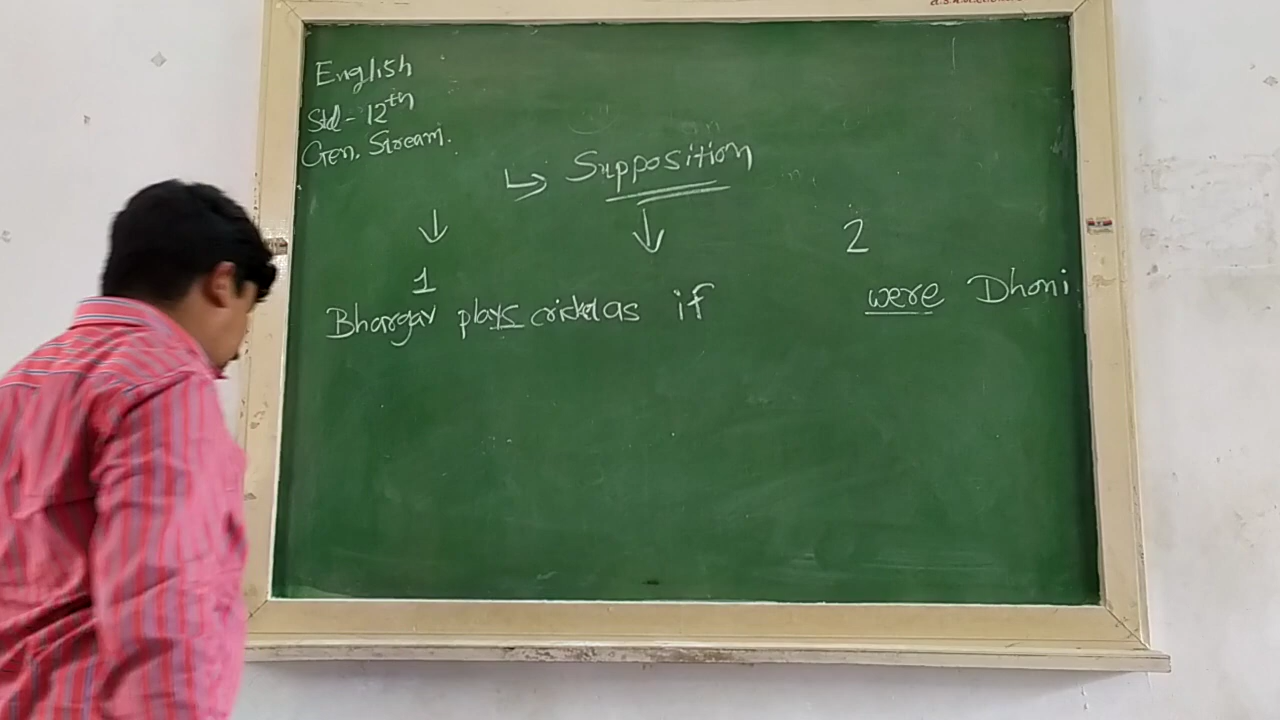 English
Std - 12th
Gen. Stream.
↳ Supposition
↓ ↓ 2
1
Bhargav plays cricket as if were Dhoni